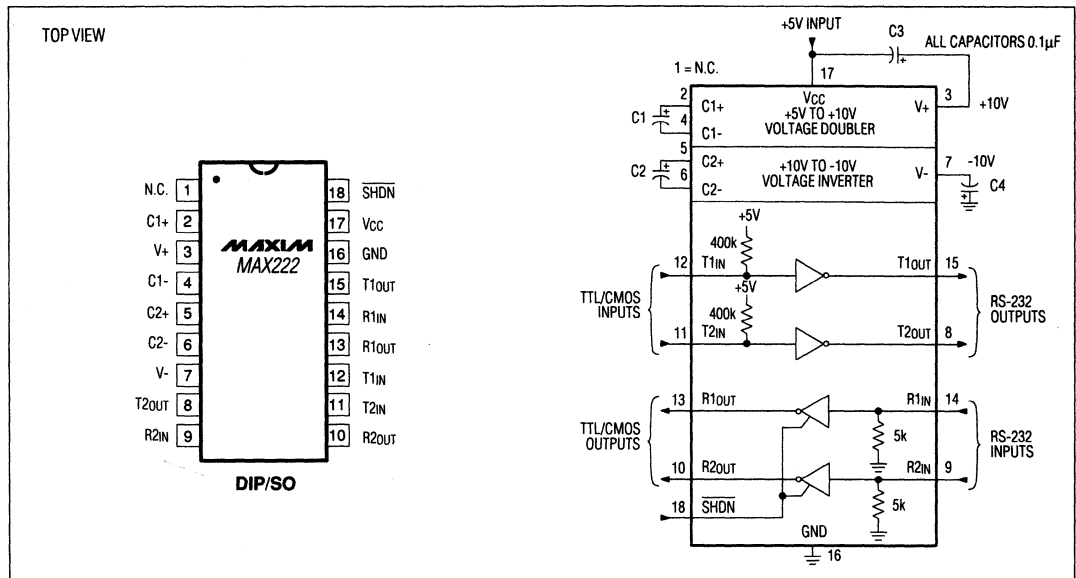 TOP VIEW
N.C. 1
C1+ 2
V+ 3
C1- 4
C2+ 5
C2- 6
V- 7
T2OUT 8
R2IN 9
MAXIM
MAX222
18 SHDN
17 VCC
16 GND
15 T1OUT
14 R1IN
13 R1OUT
12 T1IN
11 T2IN
10 R2OUT
DIP/SO
+5V INPUT
C3
ALL CAPACITORS 0.1µF
1 = N.C.
17
2
C1+
VCC
V+
3
+10V
C1
4
C1-
+5V TO +10V
VOLTAGE DOUBLER
5
C2+
C2
6
C2-
+10V TO -10V
VOLTAGE INVERTER
V-
7
-10V
C4
+5V
400k
12
T1IN
T1OUT
15
+5V
400k
TTL/CMOS
INPUTS
RS-232
OUTPUTS
11
T2IN
T2OUT
8
13
R1OUT
R1IN
14
5k
TTL/CMOS
OUTPUTS
RS-232
INPUTS
10
R2OUT
R2IN
9
5k
18
SHDN
GND
16